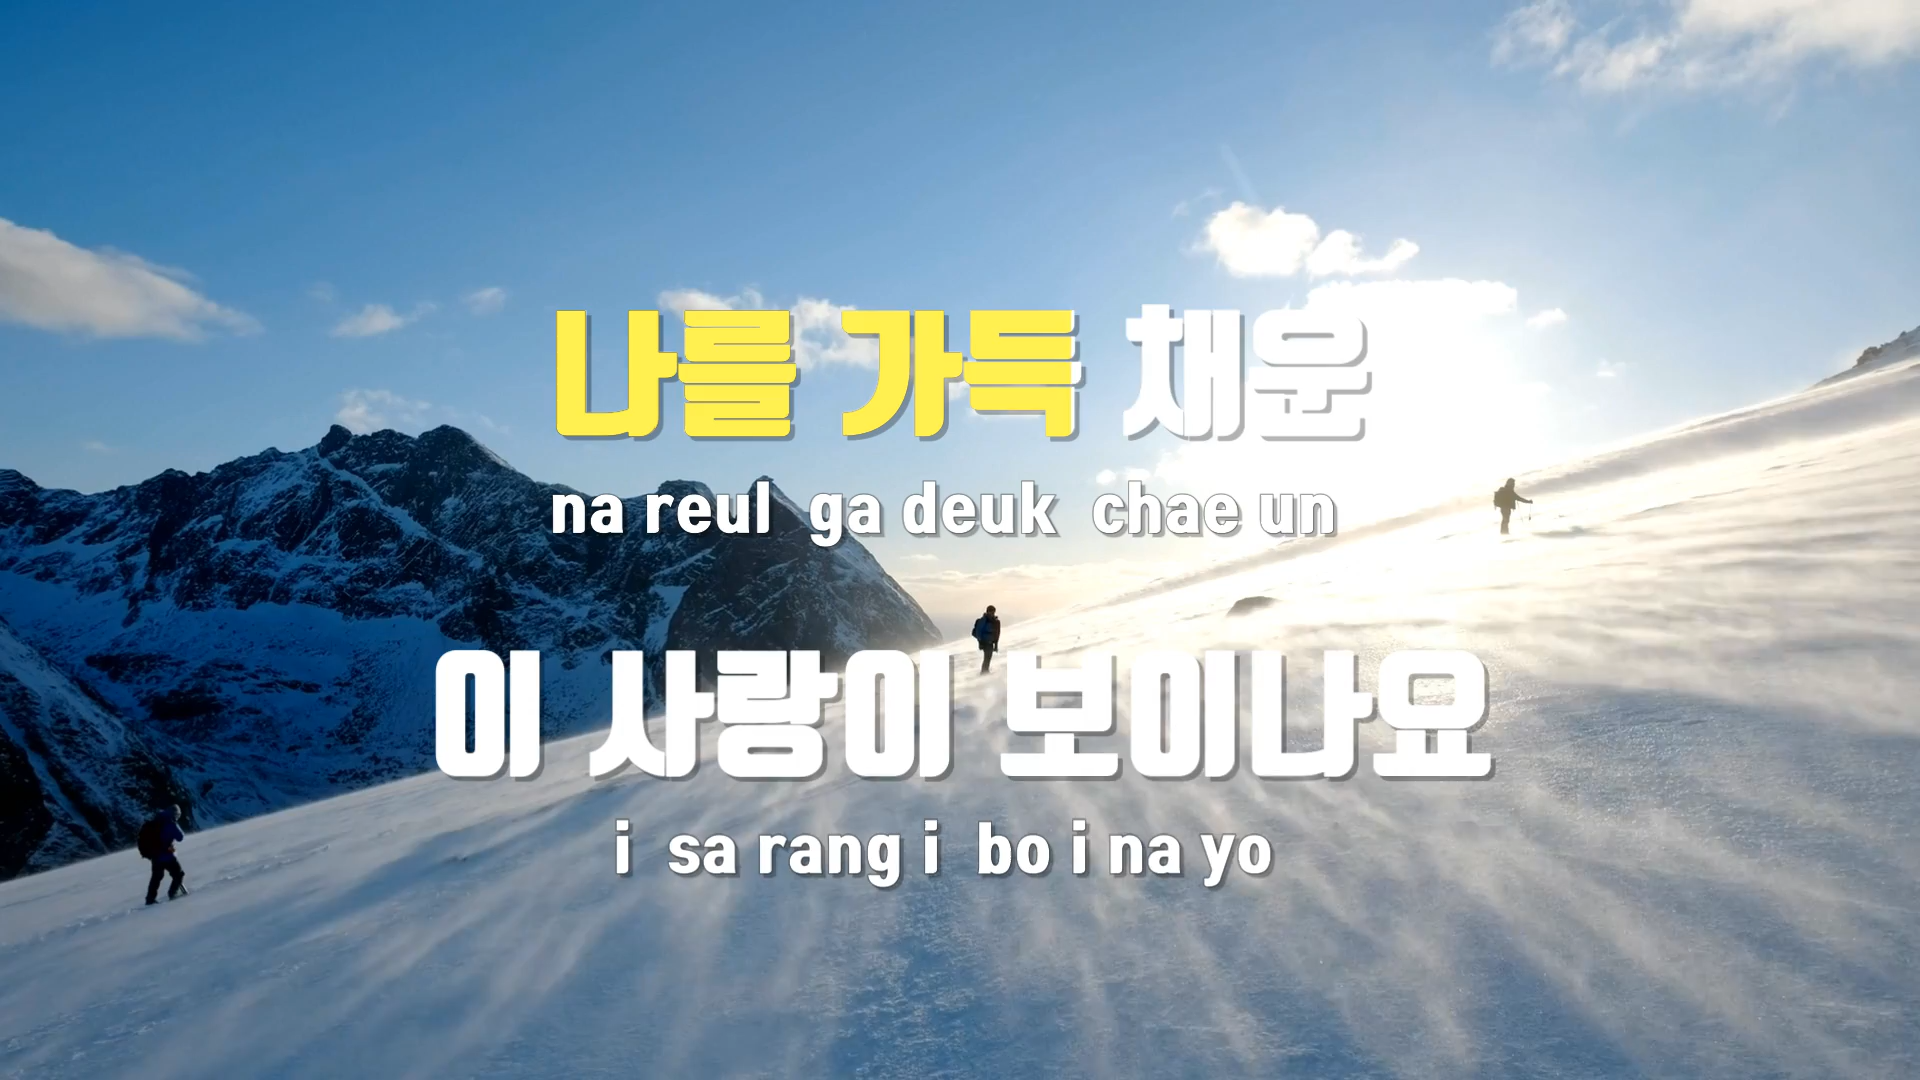 나를 가득 채운
na reul ga deuk chae un
이 사랑이 보이나요
i sa rang i bo i na yo